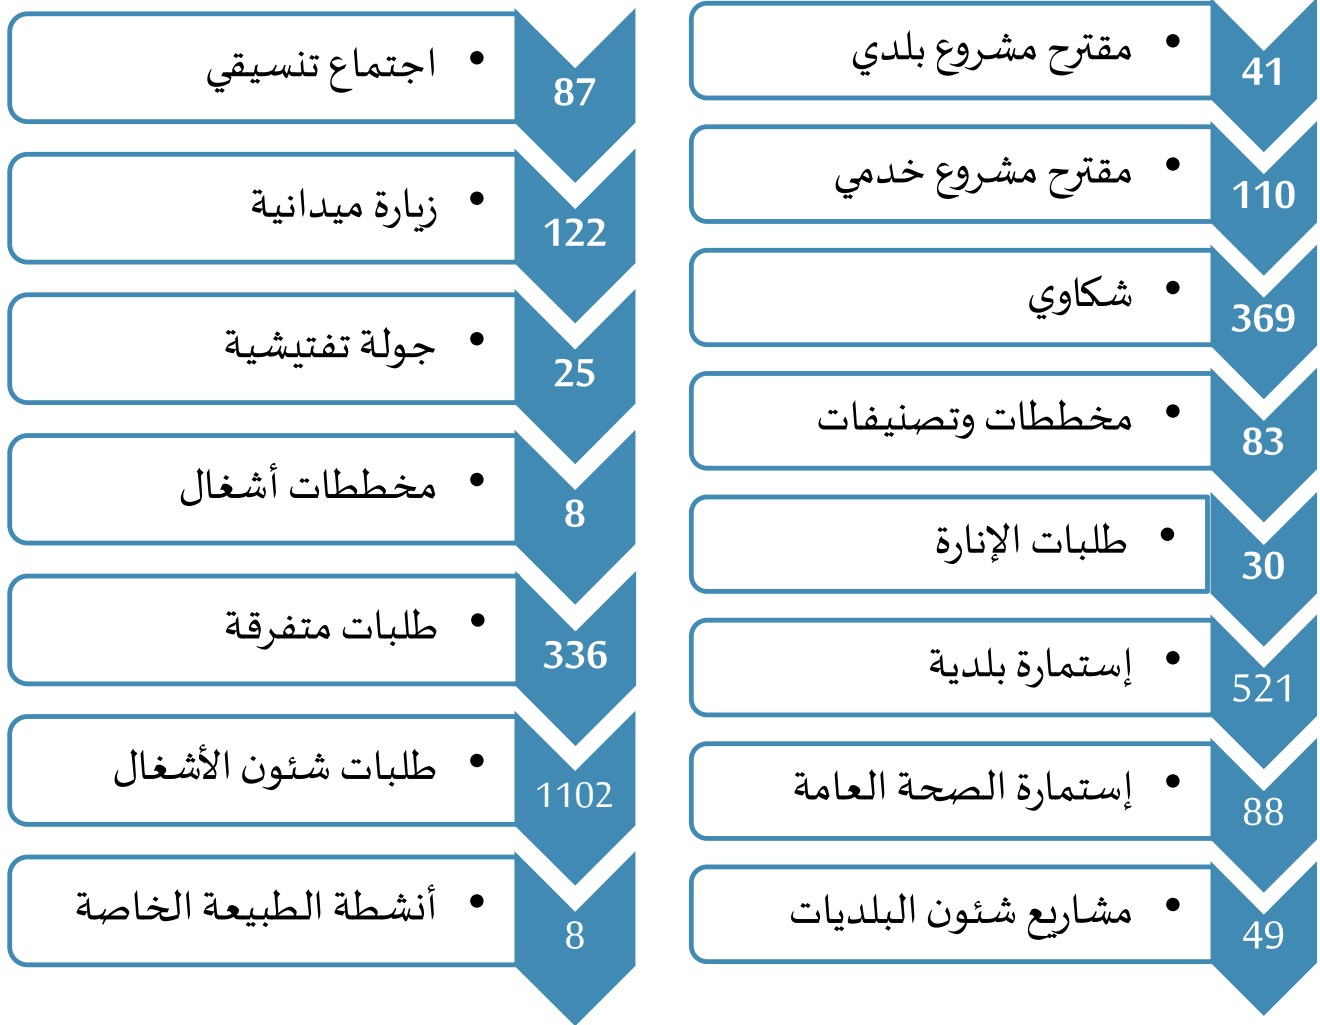 41
مقترح مشروع بلدي
110
مقترح مشروع خدمي
369
شكاوي
83
مخططات وتصنيفات
30
طلبات الإنارة
521
إستمارة بلدية
88
إستمارة الصحة العامة
49
مشاريع شئون البلديات
87
اجتماع تنسيقي
122
زيارة ميدانية
25
جولة تفتيشية
8
مخططات أشغال
336
طلبات متفرقة
1102
طلبات شئون الأشغال
8
أنشطة الطبيعة الخاصة